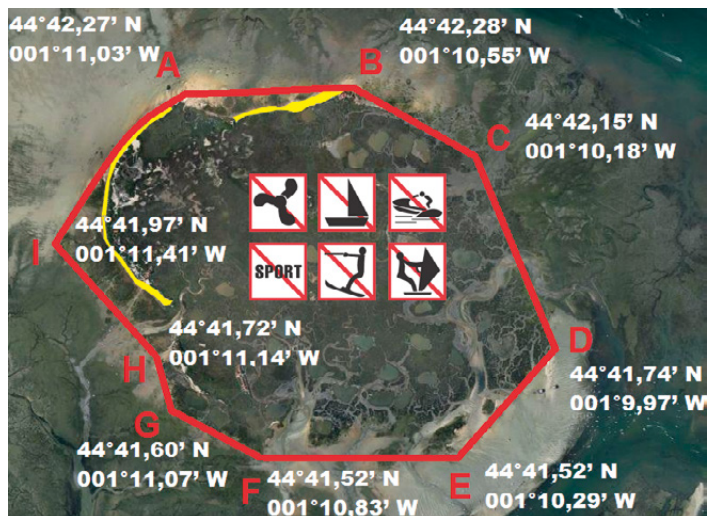 44°42,27’ N
001°11,03’ W
A
B
44°42,28’ N
001°10,55’ W
C
44°42,15’ N
001°10,18’ W
I
44°41,97’ N
001°11,41’ W
SPORT
D
44°41,74’ N
001°9,97’ W
H
44°41,72’ N
001°11,14’ W
G
44°41,60’ N
001°11,07’ W
F
44°41,52’ N
001°10,83’ W
E
44°41,52’ N
001°10,29’ W